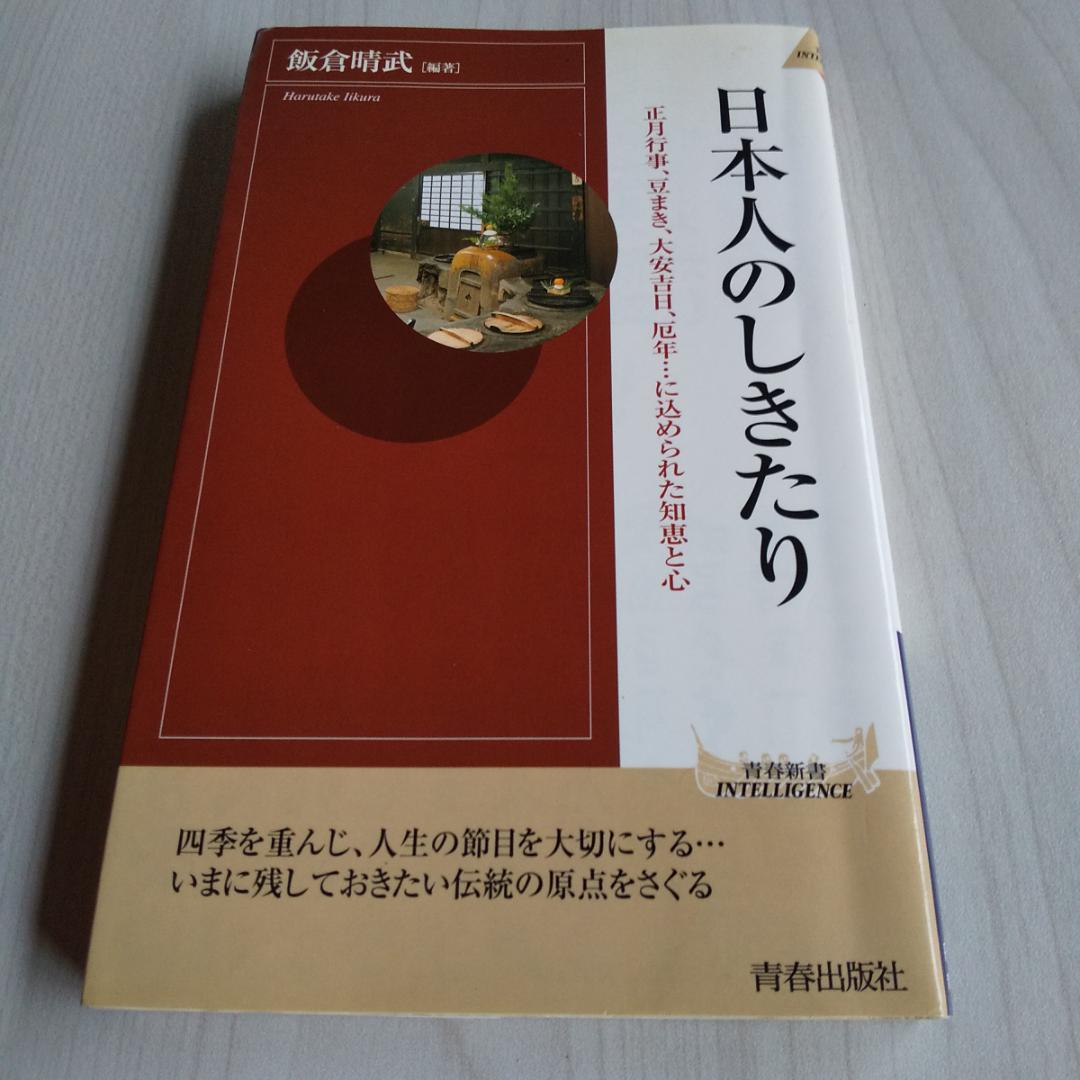 飯倉晴武[編著]
Harutake Iikura
日本人のしきたり
正月行事、豆まき、大安吉日、厄年…に込められた知恵と心
青春新書
INTELLIGENCE
四季を重んじ、人生の節目を大切にする…
いまに残しておきたい伝統の原点をさぐる
青春出版社